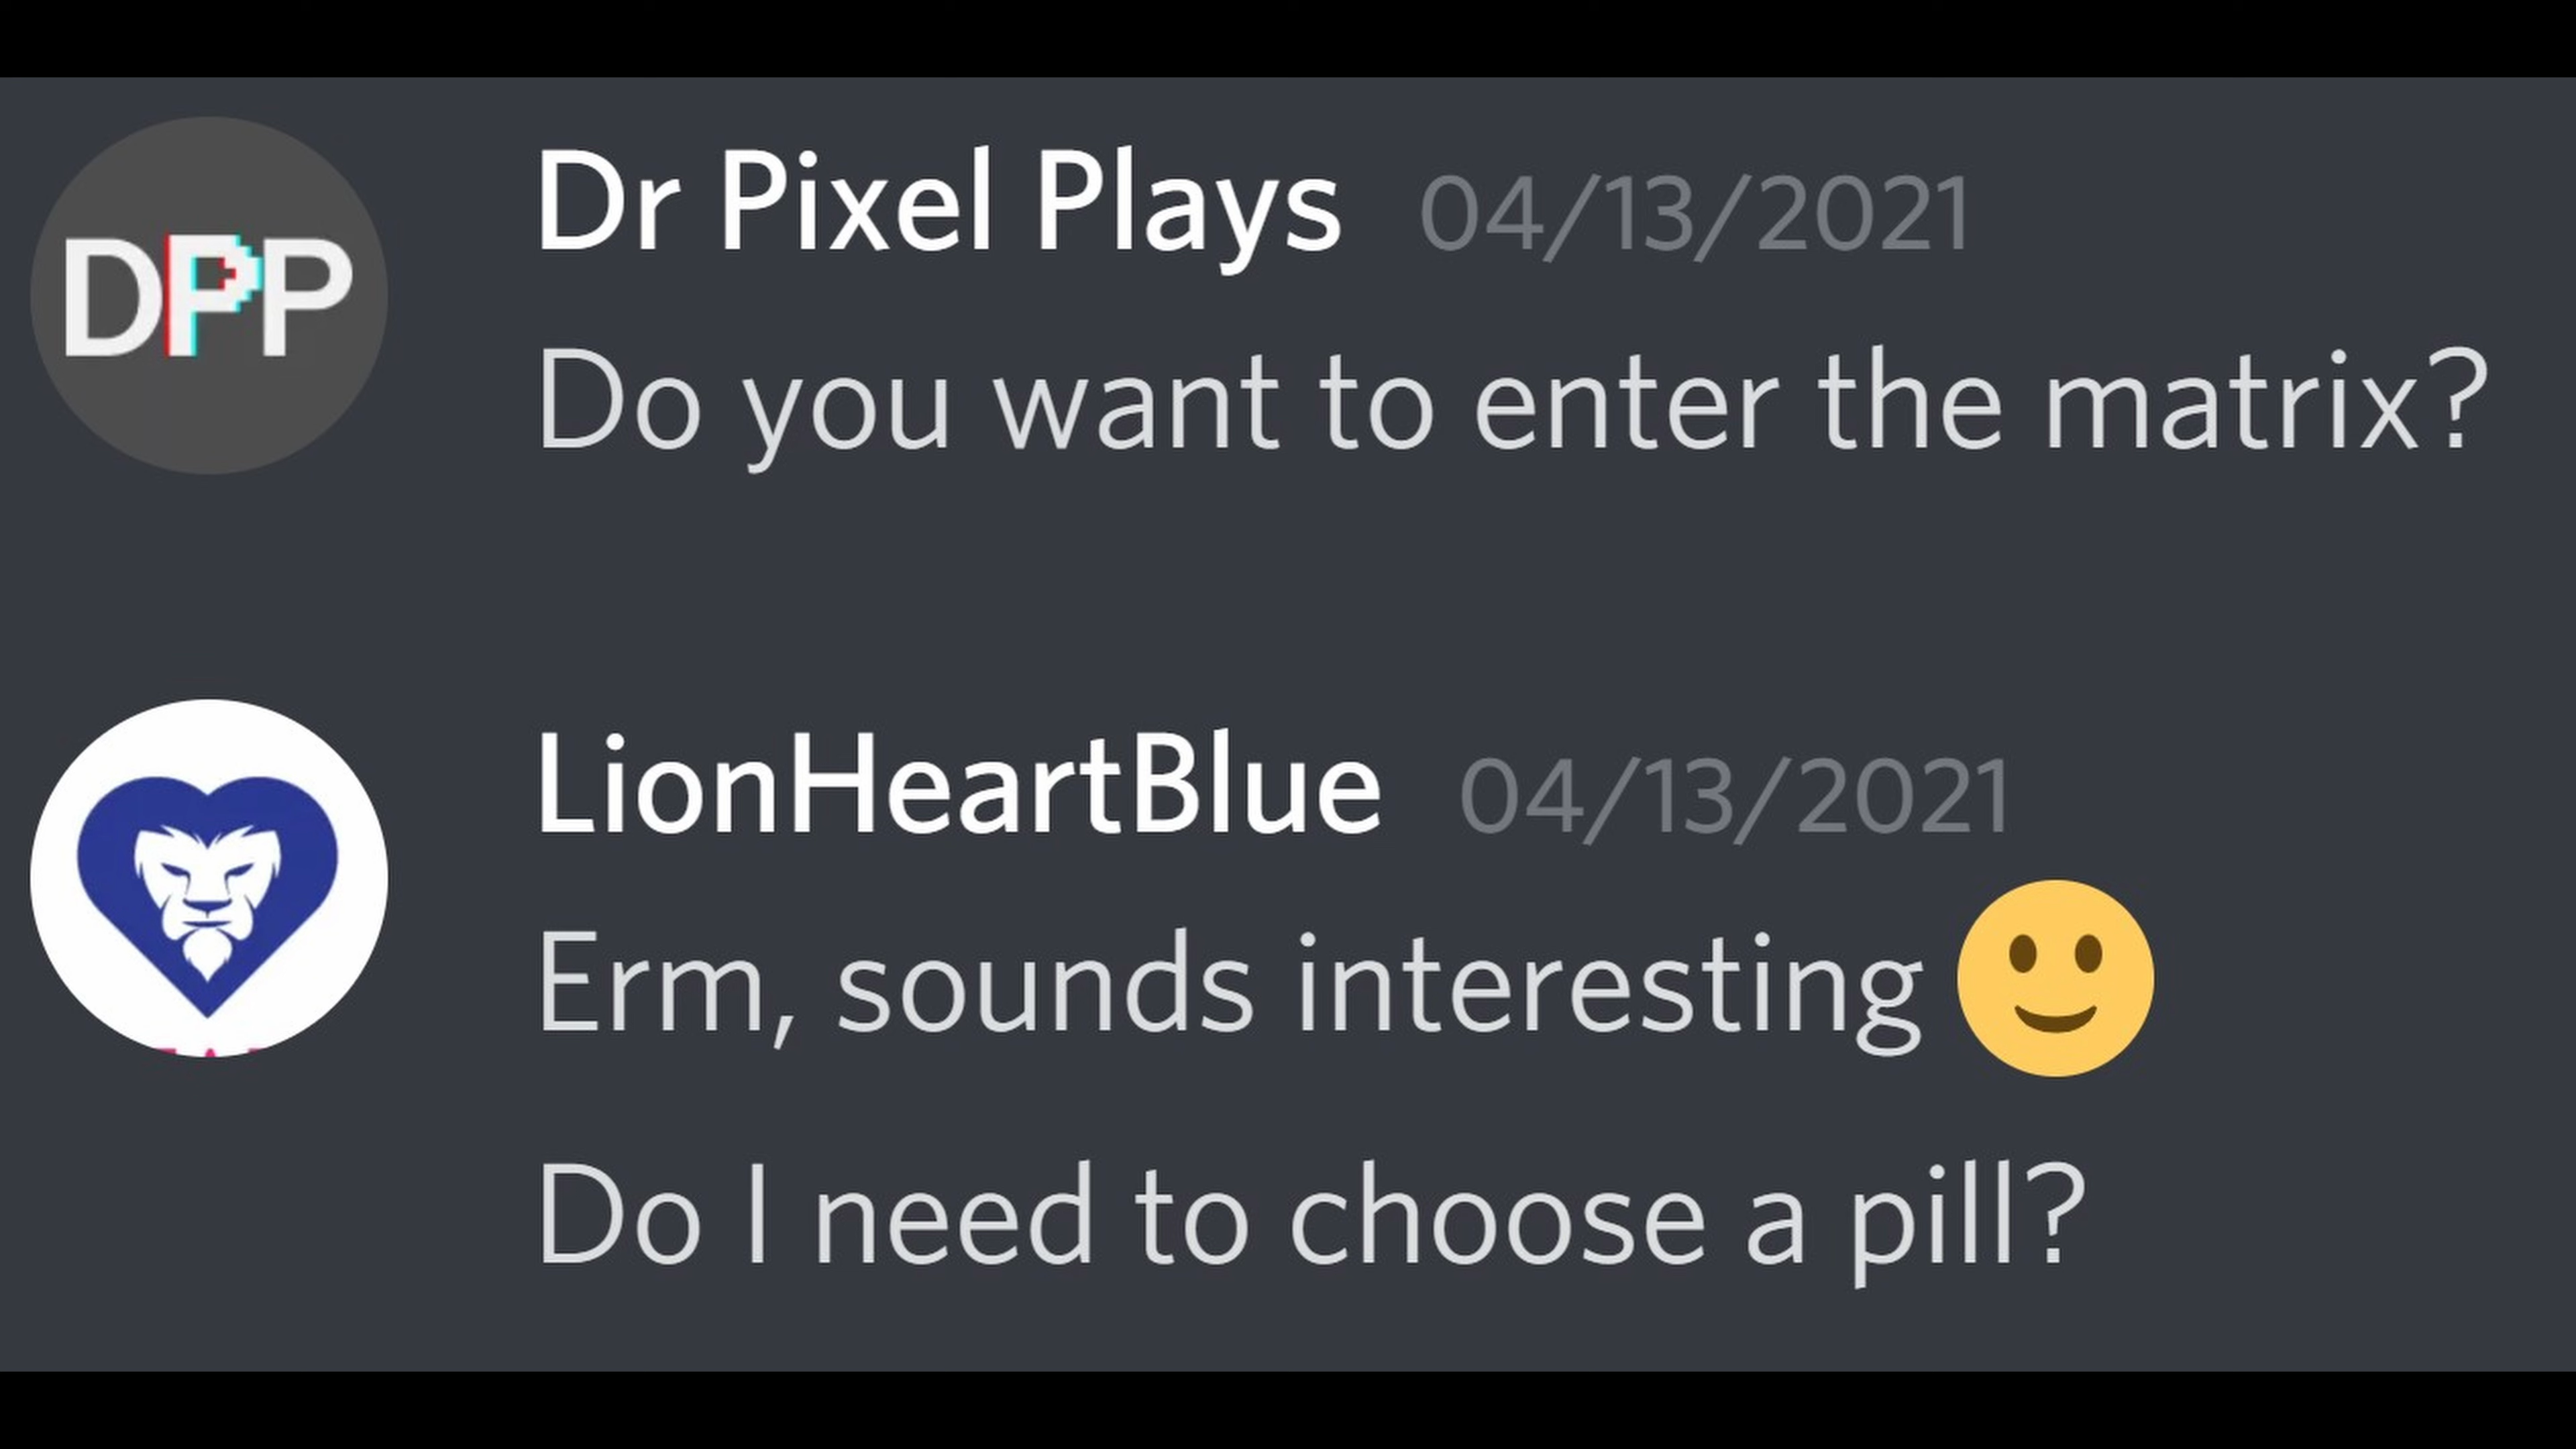 DPP
Dr Pixel Plays 04/13/2021
Do you want to enter the matrix?
LionHeartBlue 04/13/2021
Erm, sounds interesting 🙂
Do I need to choose a pill?